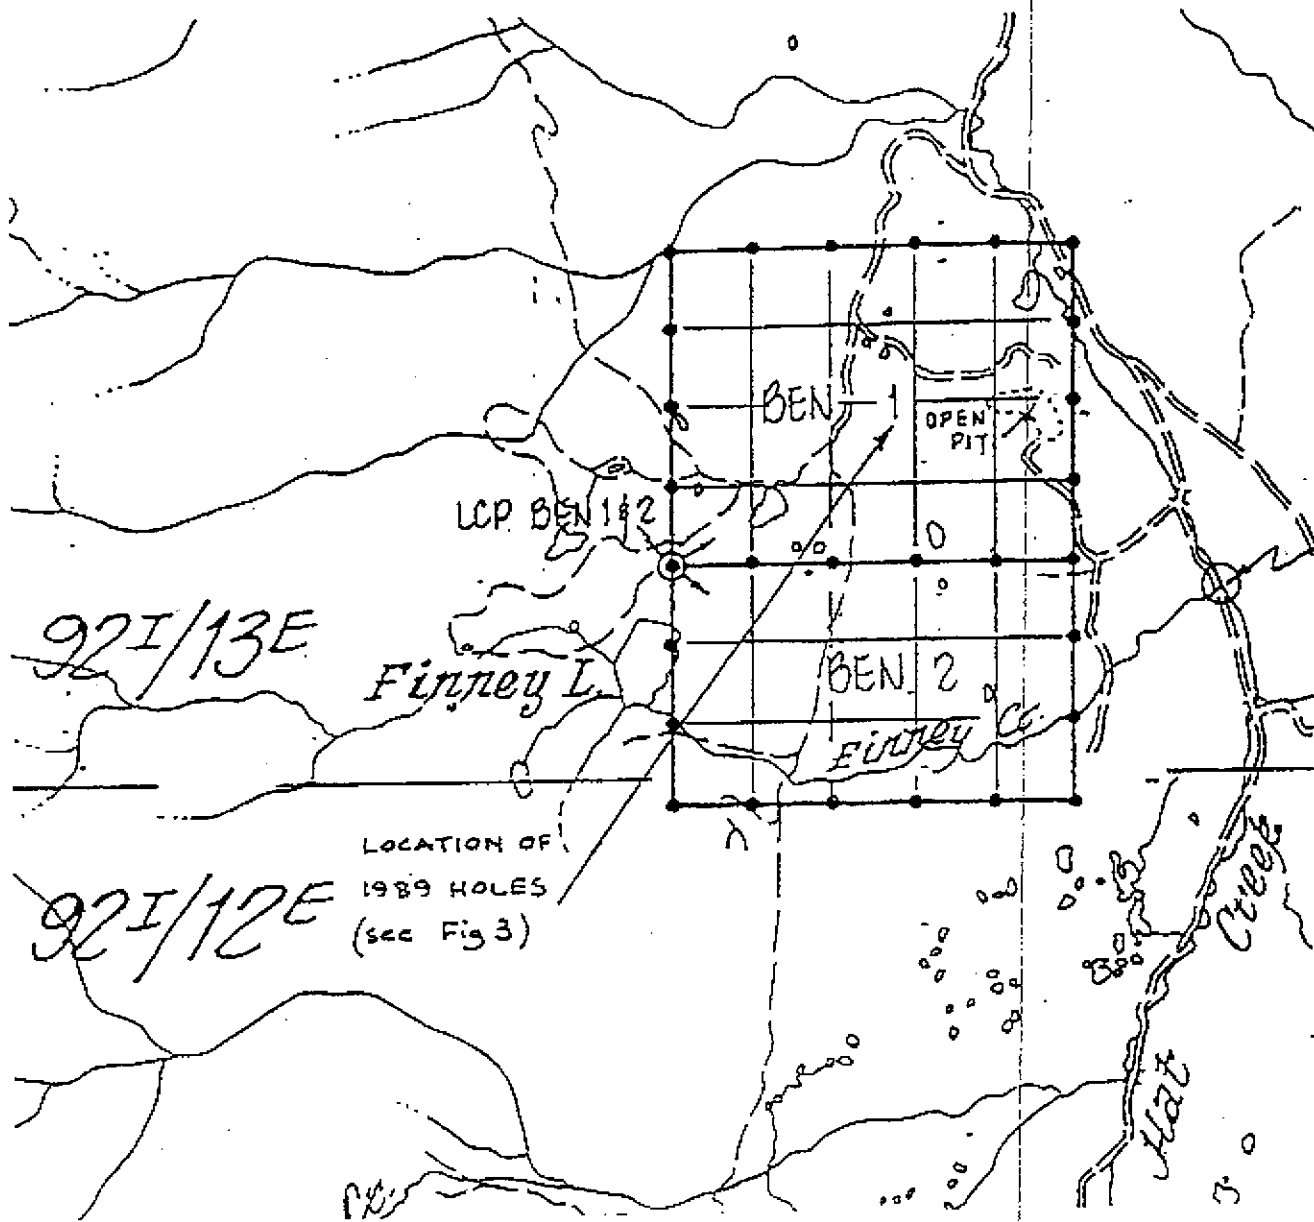 BEN 1
OPEN
PIT
LCP BEN 1&2
92I/13E
Finney L.
BEN 2
Finney Cr.
LOCATION OF
1989 HOLES
(see Fig 3)
92I/12E
Hat Creek